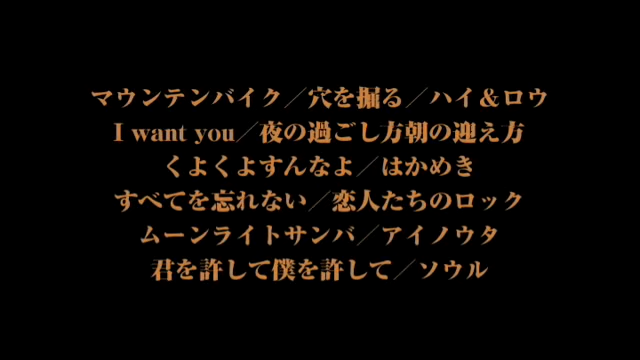 マウンテンバイク／穴を掘る／ハイ＆ロウ
I want you／夜の過ごし方朝の迎え方
くよくよすんなよ／はかめき
すべてを忘れない／恋人たちのロック
ムーンライトサンバ／アイノウタ
君を許して僕を許して／ソウル